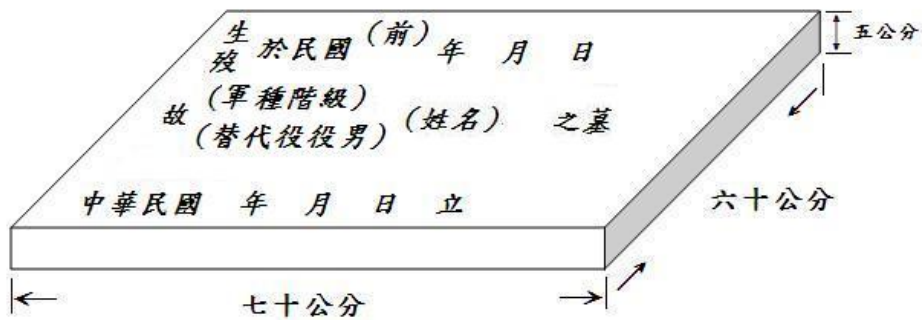 生
歿 於民國(前) 年 月 日
故 (軍種階級)
(替代役役男) (姓名) 之墓
中華民國 年 月 日 立
五公分
六十公分
七十公分